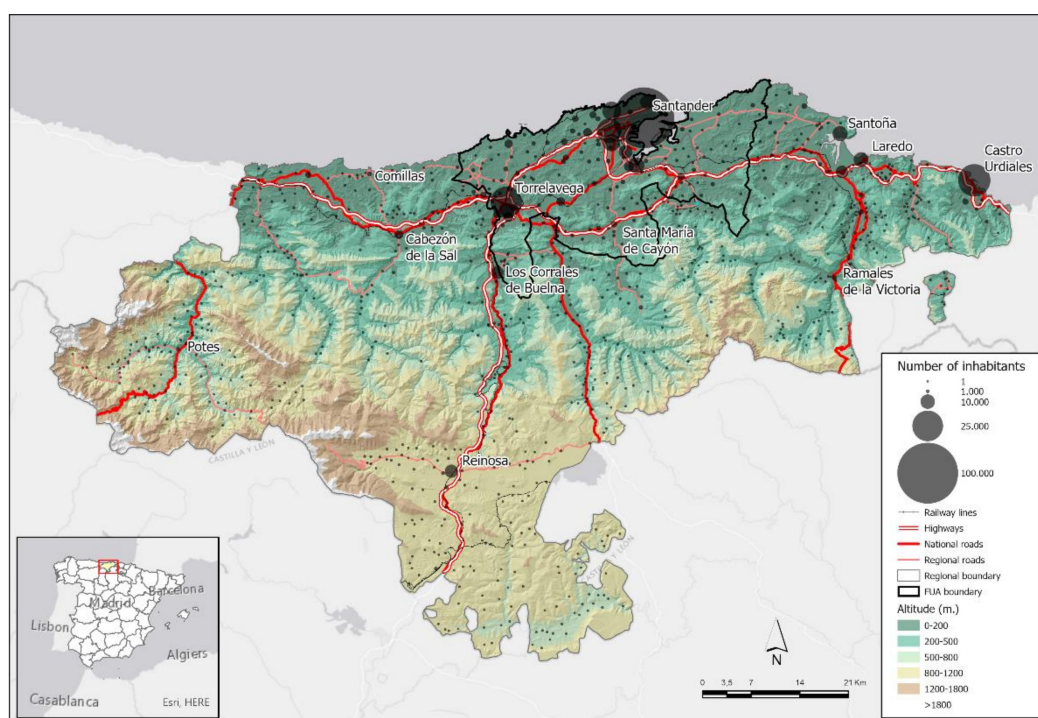 Santander
Santoña
Laredo
Castro
Urdiales
Comillas
Torrelavega
Cabezón
de la Sal
Santa María
de Cayón
Los Corrales
de Buelna
Ramales
de la Victoria
Potes
CASTILLA Y LEÓN
Reinosa
CASTILLA Y LEÓN
Number of inhabitants
1
1.000
10.000
25.000
100.000
Railway lines
Highways
National roads
Regional roads
Regional boundary
FUA boundary
Altitude (m.)
0-200
200-500
500-800
800-1200
1200-1800
>1800
Barcelona
Madrid
Lisbon
Algiers
Casablanca
Esri, HERE
N
0 3,5 7 14 21 Km